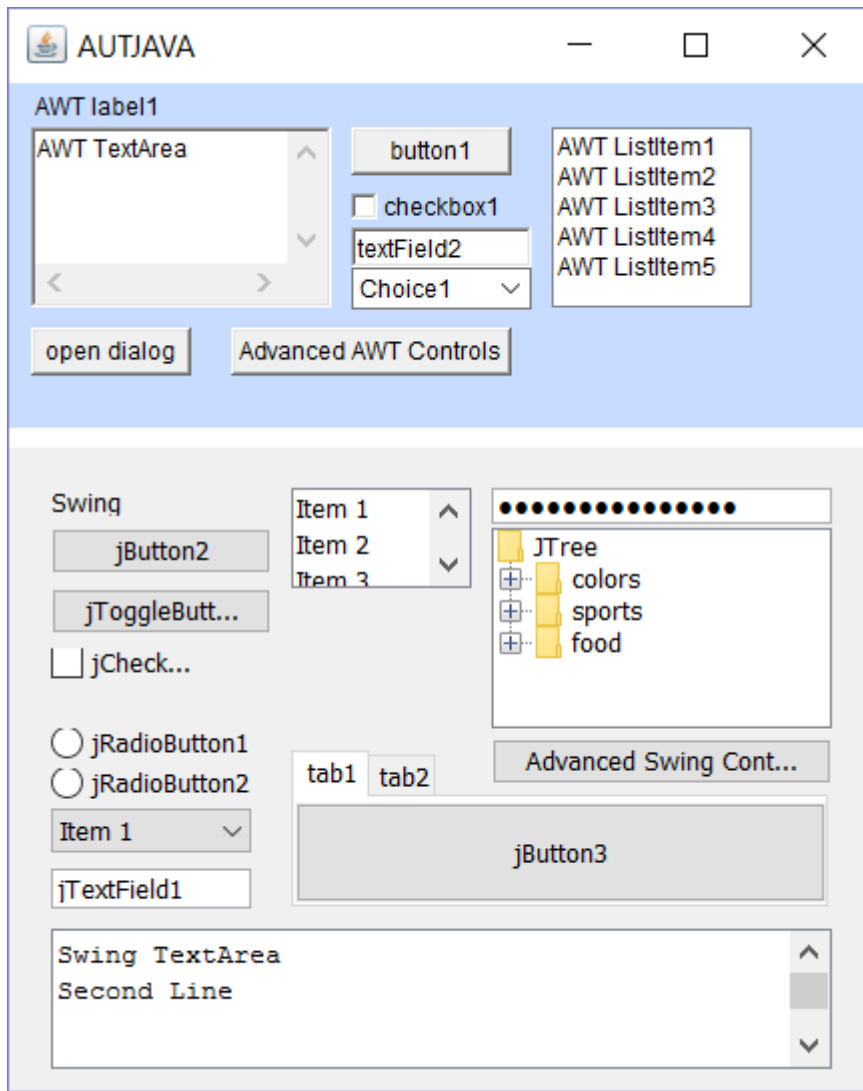 AUTJAVA
AWT label1
AWT TextArea
button1
checkbox1
textField2
Choice1
AWT ListItem1
AWT ListItem2
AWT ListItem3
AWT ListItem4
AWT ListItem5
open dialog
Advanced AWT Controls
Swing
jButton2
jToggleButt...
jCheck...
jRadioButton1
jRadioButton2
Item 1
jTextField1
Item 1
Item 2
Item 3
●●●●●●●●●●●●●●●
JTree
colors
sports
food
Advanced Swing Cont...
tab1
tab2
jButton3
Swing TextArea
Second Line